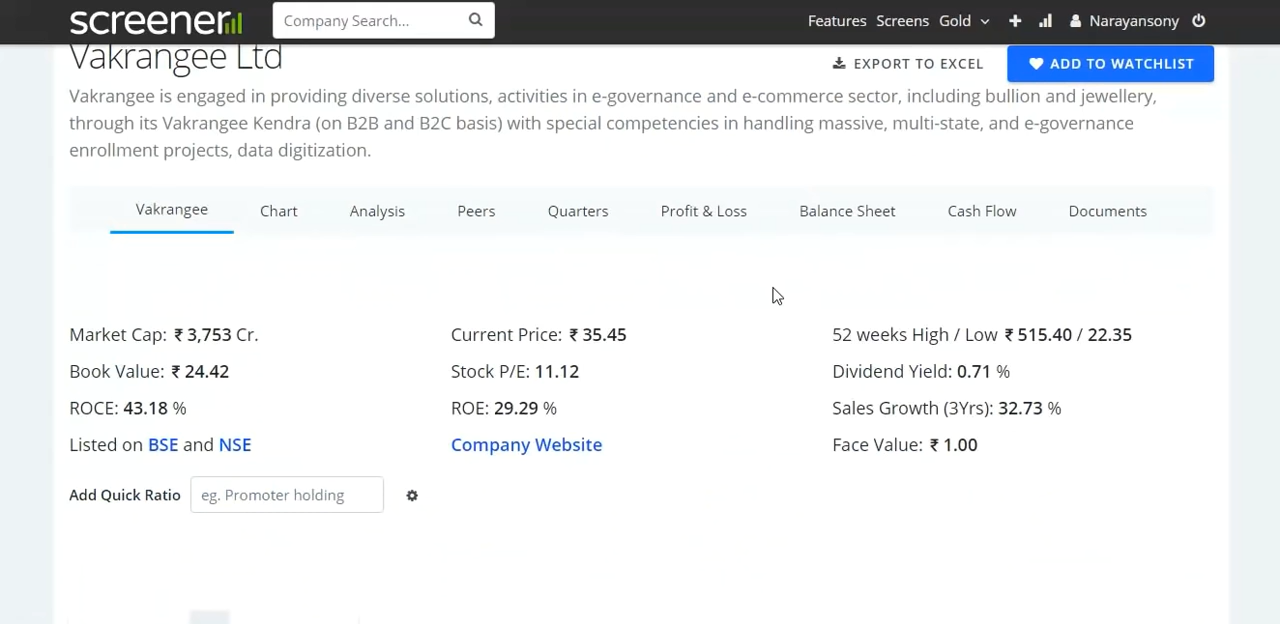 screener
Company Search...
Features Screens Gold Narayansony
Vakrangee Ltd
EXPORT TO EXCEL
ADD TO WATCHLIST
Vakrangee is engaged in providing diverse solutions, activities in e-governance and e-commerce sector, including bullion and jewellery,
through its Vakrangee Kendra (on B2B and B2C basis) with special competencies in handling massive, multi-state, and e-governance
enrollment projects, data digitization.
Vakrangee Chart Analysis Peers Quarters Profit & Loss Balance Sheet Cash Flow Documents
Market Cap: ₹ 3,753 Cr. Current Price: ₹ 35.45 52 weeks High / Low ₹ 515.40 / 22.35
Book Value: ₹ 24.42 Stock P/E: 11.12 Dividend Yield: 0.71 %
ROCE: 43.18 % ROE: 29.29 % Sales Growth (3Yrs): 32.73 %
Listed on BSE and NSE Company Website Face Value: ₹ 1.00
Add Quick Ratio eg. Promoter holding